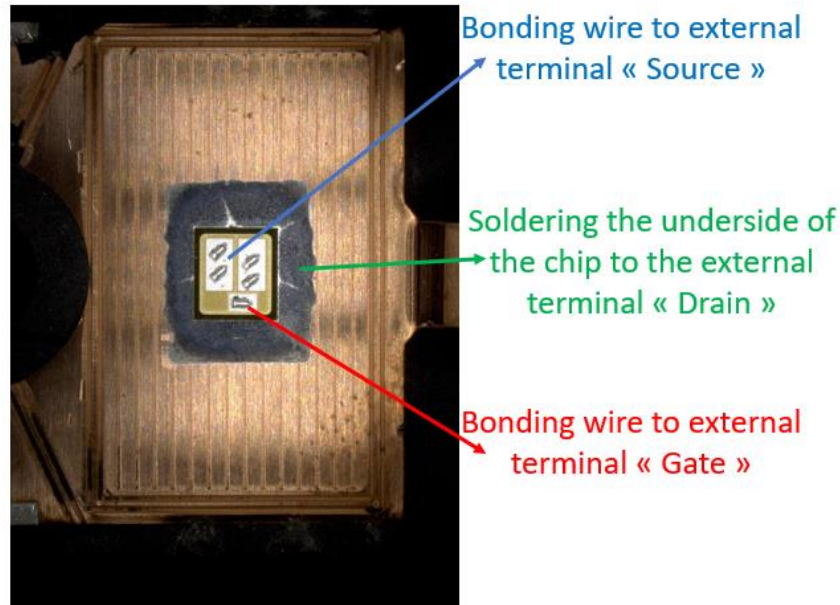 Bonding wire to external
terminal « Source »
Soldering the underside of
the chip to the external
terminal « Drain »
Bonding wire to external
terminal « Gate »